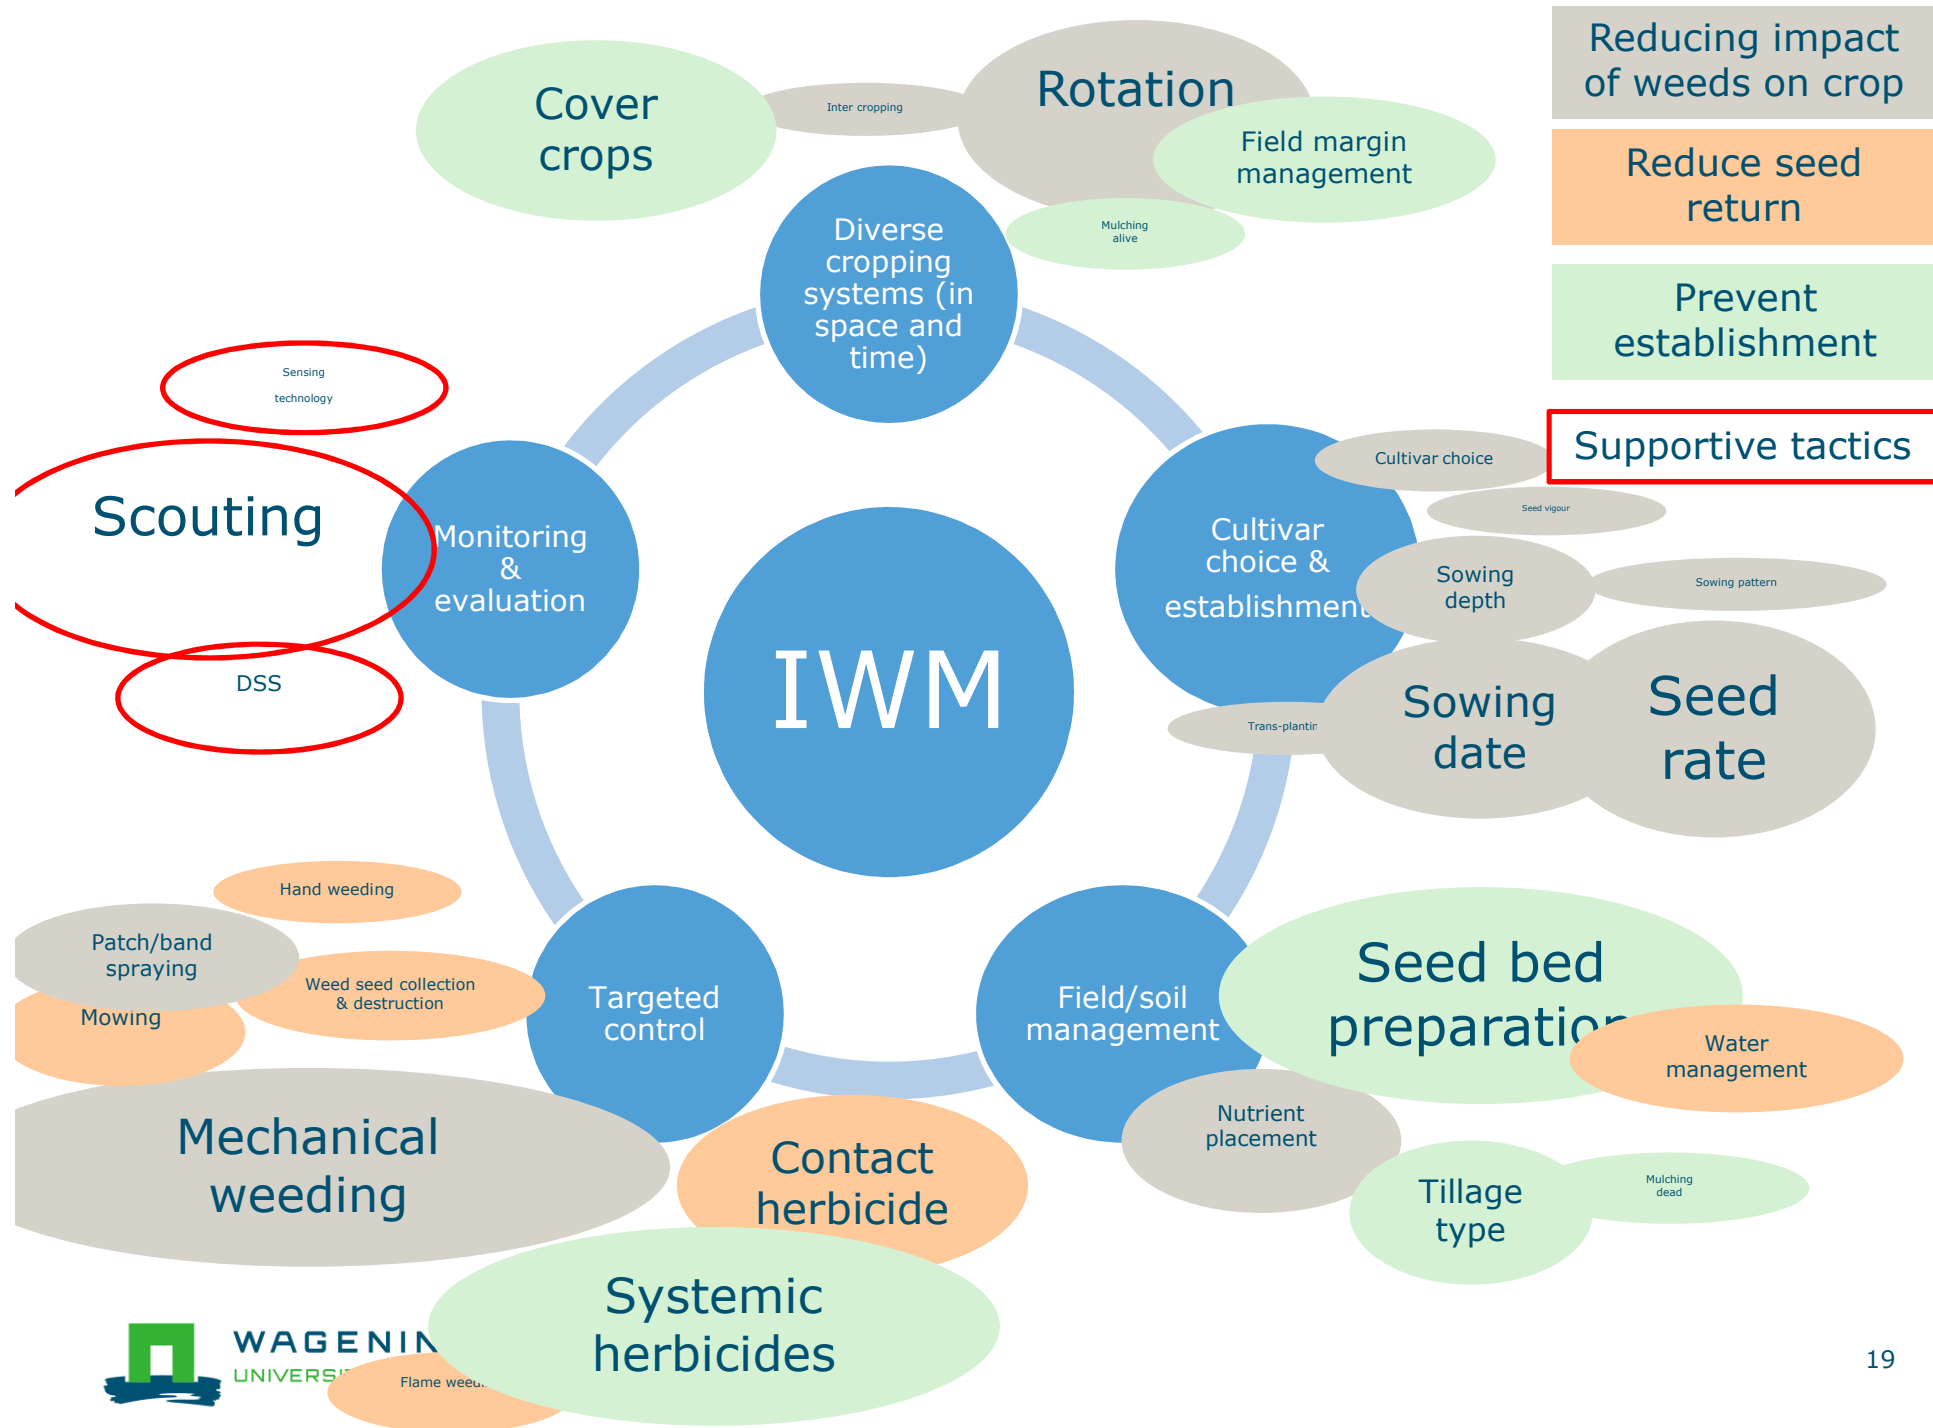 Reducing impact
of weeds on crop
Reduce seed
return
Prevent
establishment
Supportive tactics
Cover
crops
Inter cropping
Rotation
Field margin
management
Mulching
alive
Diverse
cropping
systems (in
space and
time)
Sensing
technology
Scouting
DSS
Monitoring
&
evaluation
IWM
Cultivar
choice &
establishment
Cultivar choice
Seed vigour
Sowing
depth
Sowing pattern
Trans-plantin
Sowing
date
Seed
rate
Hand weeding
Patch/band
spraying
Weed seed collection
& destruction
Mowing
Targeted
control
Mechanical
weeding
Contact
herbicide
Systemic
herbicides
Flame
Field/soil
management
Seed bed
preparation
Water
management
Nutrient
placement
Tillage
type
Mulching
dead
WAGENIN
UNIVERS
19